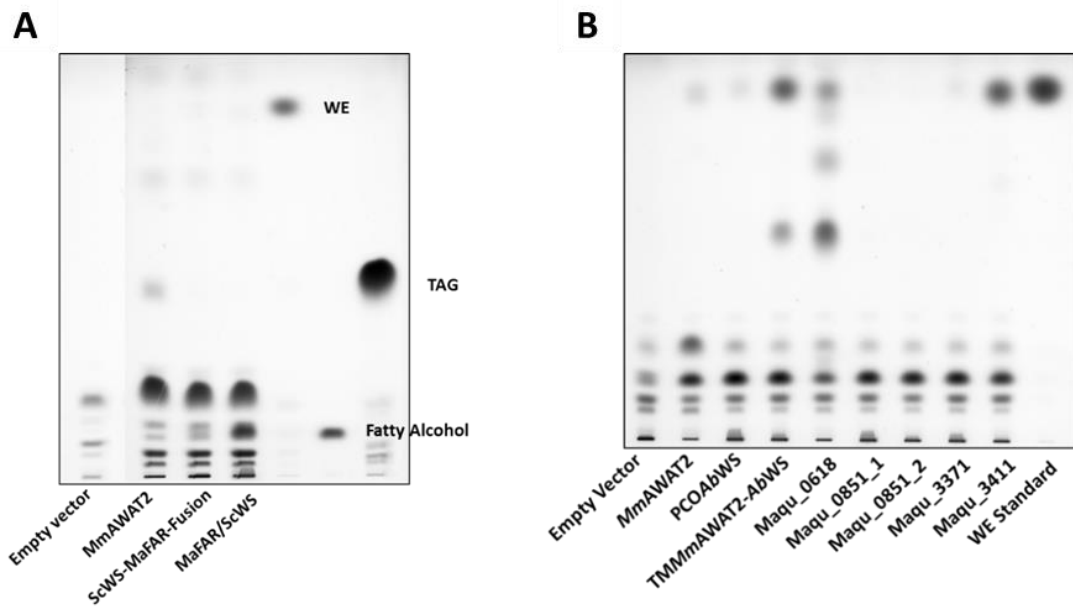 A
B
WE
TAG
Fatty Alcohol
Empty vector
MmAWAT2
ScWS-MaFAR-Fusion
MaFAR/ScWS
Empty Vector
MmAWAT2
PCOAbWS
TMMmAWAT2-AbWS
Maqu_0618
Maqu_0851_1
Maqu_0851_2
Maqu_3371
Maqu_3411
WE Standard